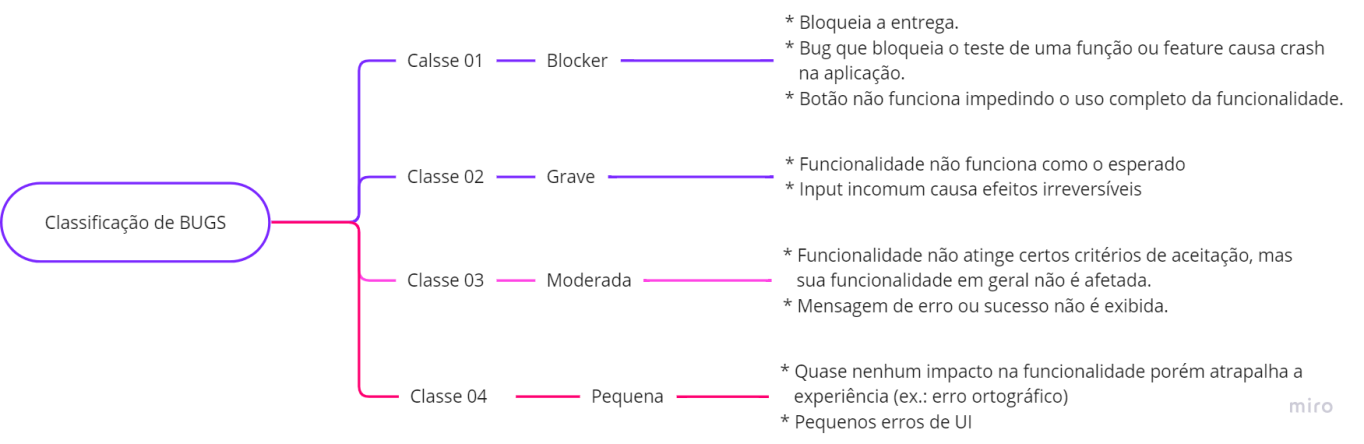 Classificação de BUGS
Calsse 01
Blocker
* Bloqueia a entrega.
* Bug que bloqueia o teste de uma função ou feature causa crash
na aplicação.
* Botão não funciona impedindo o uso completo da funcionalidade.
Classe 02
Grave
* Funcionalidade não funciona como o esperado
* Input incomum causa efeitos irreversíveis
Classe 03
Moderada
* Funcionalidade não atinge certos critérios de aceitação, mas
sua funcionalidade em geral não é afetada.
* Mensagem de erro ou sucesso não é exibida.
Classe 04
Pequena
* Quase nenhum impacto na funcionalidade porém atrapalha a
experiência (ex.: erro ortográfico)
* Pequenos erros de UI
miro